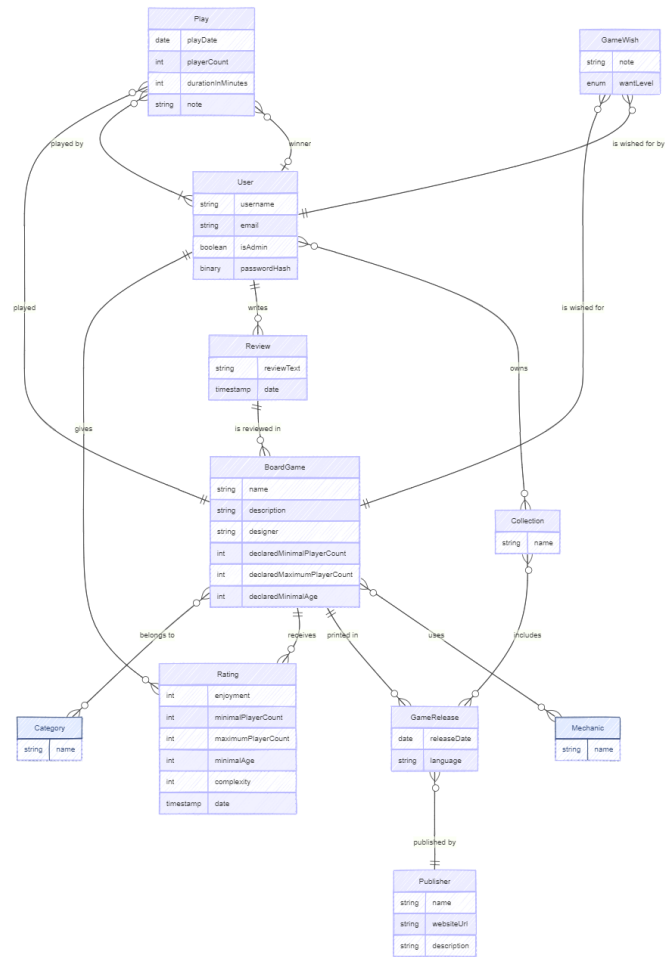 Play
date playDate
int playerCount
int durationInMinutes
string note
GameWish
string note
enum wantLevel
played by
winner
is wished for by
User
string username
string email
boolean isAdmin
binary passwordHash
played
writes
is wished for
Review
string reviewText
timestamp date
owns
gives
is reviewed in
BoardGame
string name
string description
string designer
int declaredMinimalPlayerCount
int declaredMaximumPlayerCount
int declaredMinimalAge
Collection
string name
belongs to
receives
printed in
uses
includes
Rating
int enjoyment
int minimalPlayerCount
int maximumPlayerCount
int minimalAge
int complexity
timestamp date
Category
string name
GameRelease
date releaseDate
string language
Mechanic
string name
published by
Publisher
string name
string websiteUrl
string description